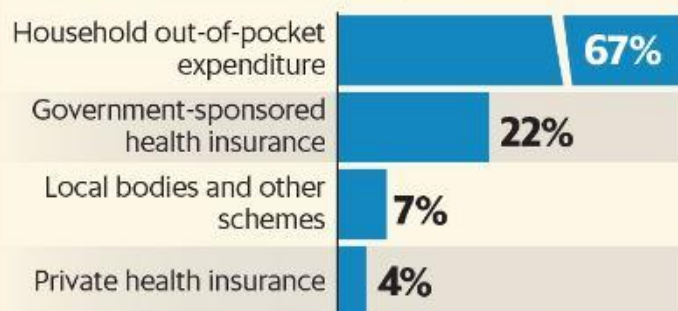 Household out-of-pocket
expenditure
67%
Government-sponsored
health insurance
22%
Local bodies and other
schemes
7%
Private health insurance
4%